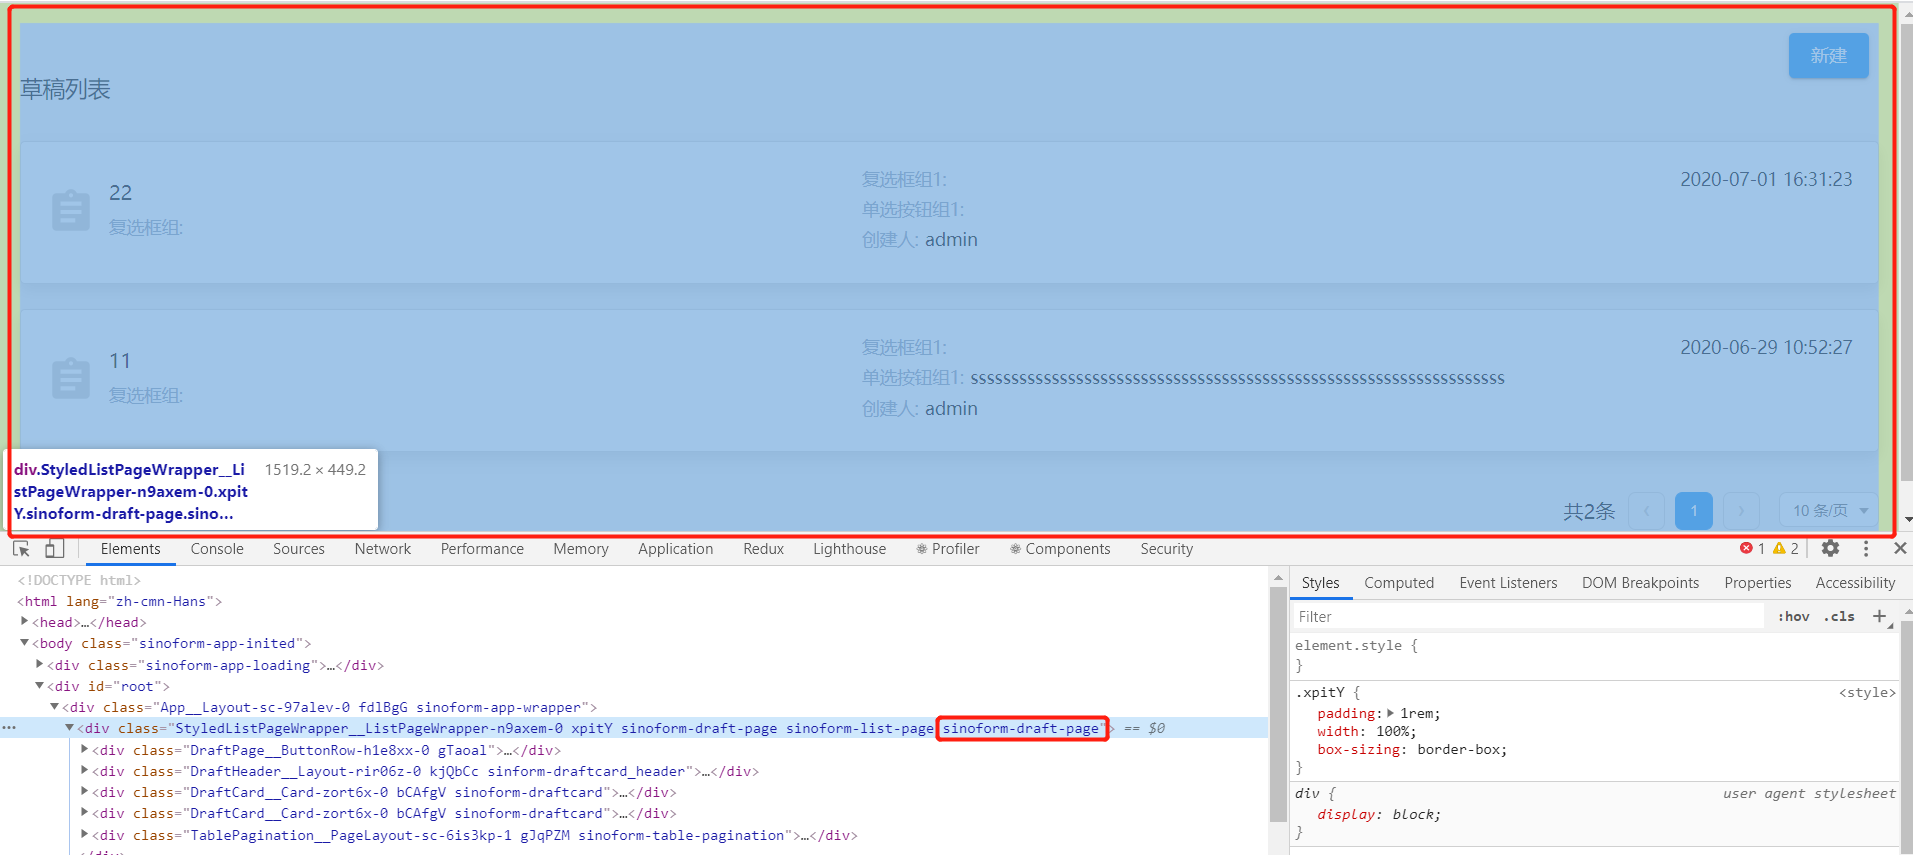 新建
草稿列表
22
复选框组:
复选框组1:
单选按钮组1:
创建人: admin
2020-07-01 16:31:23
11
复选框组:
复选框组1:
单选按钮组1: ssssssssssssssssssssssssssssssssssssssssssssssssssssssssssssssssss
创建人: admin
2020-06-29 10:52:27
div.StyledListPageWrapper__Li
stPageWrapper-n9axem-0.xpit
Y.sinoform-draft-page.sino...
1519.2 × 449.2
共2条 ‹ 1 › 10 条/页
Elements Console Sources Network Performance Memory Application Redux Lighthouse Profiler Components Security 1 2
<!DOCTYPE html>
<html lang="zh-cmn-Hans">
<head>…</head>
<body class="sinoform-app-inited">
<div class="sinoform-app-loading">…</div>
<div id="root">
<div class="App__Layout-sc-97alev-0 fdlBgG sinoform-app-wrapper">
<div class="StyledListPageWrapper__ListPageWrapper-n9axem-0 xpitY sinoform-draft-page sinoform-list-page sinoform-draft-page"> == $0
<div class="DraftPage__ButtonRow-h1e8xx-0 gTaoal">…</div>
<div class="DraftHeader__Layout-rir06z-0 kjQbCc sinform-draftcard_header">…</div>
<div class="DraftCard__Card-zort6x-0 bCAfgV sinoform-draftcard">…</div>
<div class="DraftCard__Card-zort6x-0 bCAfgV sinoform-draftcard">…</div>
<div class="TablePagination__PageLayout-sc-6is3kp-1 gJqPZM sinoform-table-pagination">…</div>
Styles Computed Event Listeners DOM Breakpoints Properties Accessibility
Filter :hov .cls +
element.style {
}
.xpitY { <style>
padding: 1rem;
width: 100%;
box-sizing: border-box;
}
div { user agent stylesheet
display: block;
}